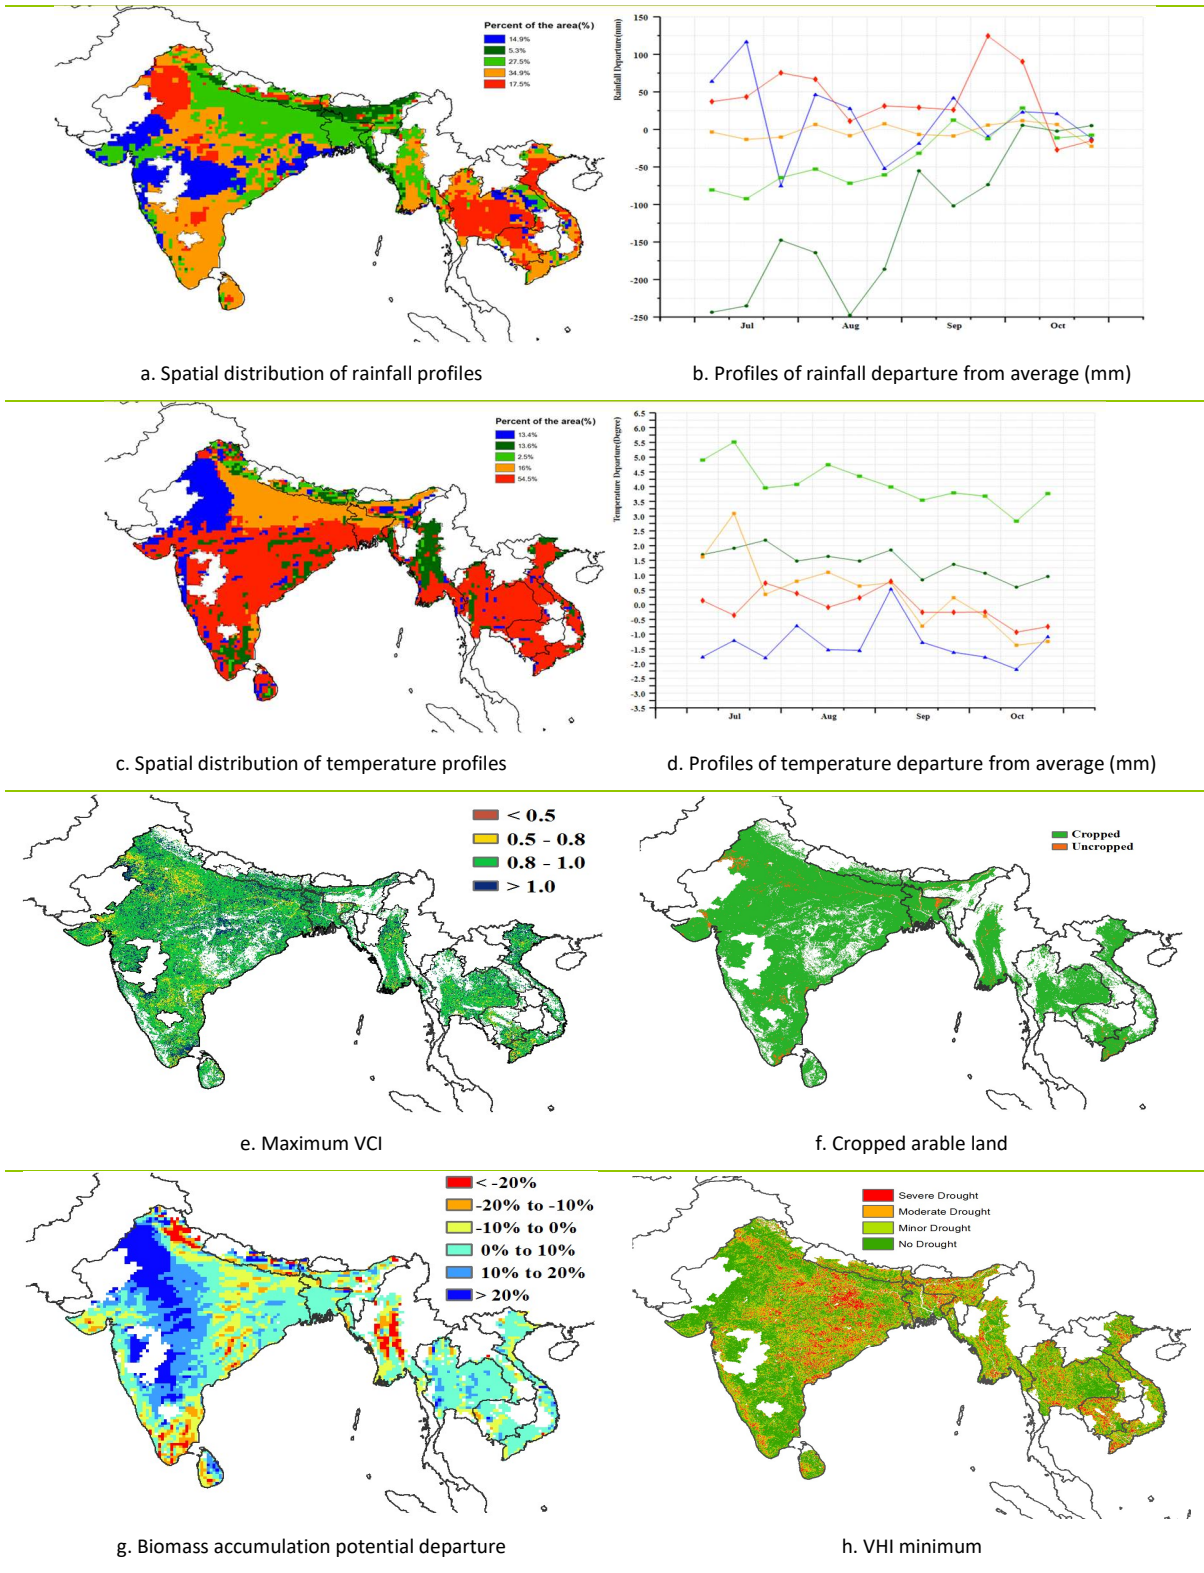 Percent of the area(%)
14.9%
5.3%
27.5%
34.9%
17.5%
Rainfall Departure(mm)
150
100
50
0
-50
-100
-150
-200
-250
Jul Aug Sep Oct
a. Spatial distribution of rainfall profiles
b. Profiles of rainfall departure from average (mm)
Percent of the area(%)
13.4%
13.6%
2.5%
16%
54.5%
Temperature Departure(Degree)
6.5
6.0
5.5
5.0
4.5
4.0
3.5
3.0
2.5
2.0
1.5
1.0
0.5
0.0
-0.5
-1.0
-1.5
-2.0
-2.5
-3.0
-3.5
Jul Aug Sep Oct
c. Spatial distribution of temperature profiles
d. Profiles of temperature departure from average (mm)
< 0.5
0.5 - 0.8
0.8 - 1.0
> 1.0
Cropped
Uncropped
e. Maximum VCI
f. Cropped arable land
< -20%
-20% to -10%
-10% to 0%
0% to 10%
10% to 20%
> 20%
Severe Drought
Moderate Drought
Minor Drought
No Drought
g. Biomass accumulation potential departure
h. VHI minimum